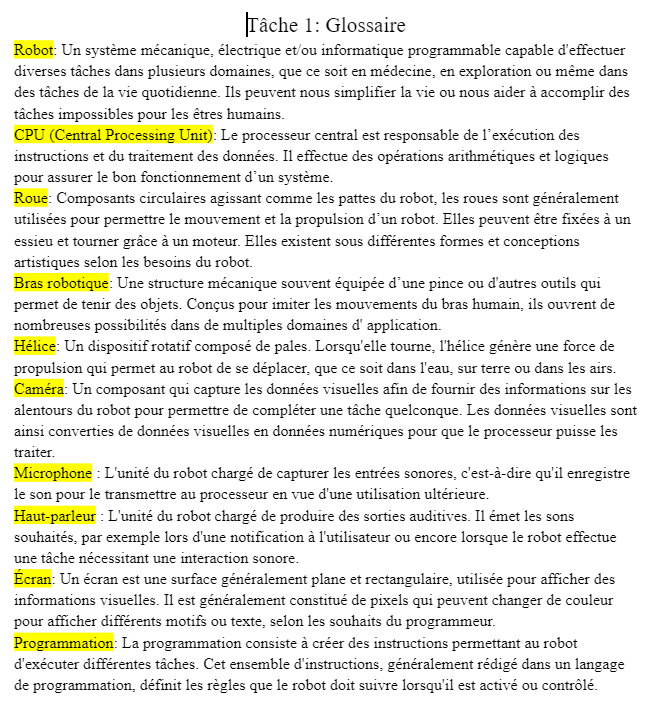 Tâche 1: Glossaire
Robot: Un système mécanique, électrique et/ou informatique programmable capable d'effectuer
diverses tâches dans plusieurs domaines, que ce soit en médecine, en exploration ou même dans
des tâches de la vie quotidienne. Ils peuvent nous simplifier la vie ou nous aider à accomplir des
tâches impossibles pour les êtres humains.
CPU (Central Processing Unit): Le processeur central est responsable de l’exécution des
instructions et du traitement des données. Il effectue des opérations arithmétiques et logiques
pour assurer le bon fonctionnement d’un système.
Roue: Composants circulaires agissant comme les pattes du robot, les roues sont généralement
utilisées pour permettre le mouvement et la propulsion d’un robot. Elles peuvent être fixées à un
essieu et tourner grâce à un moteur. Elles existent sous différentes formes et conceptions
artistiques selon les besoins du robot.
Bras robotique: Une structure mécanique souvent équipée d’une pince ou d'autres outils qui
permet de tenir des objets. Conçus pour imiter les mouvements du bras humain, ils ouvrent de
nombreuses possibilités dans de multiples domaines d' application.
Hélice: Un dispositif rotatif composé de pales. Lorsqu'elle tourne, l'hélice génère une force de
propulsion qui permet au robot de se déplacer, que ce soit dans l'eau, sur terre ou dans les airs.
Caméra: Un composant qui capture les données visuelles afin de fournir des informations sur les
alentours du robot pour permettre de compléter une tâche quelconque. Les données visuelles sont
ainsi converties de données visuelles en données numériques pour que le processeur puisse les
traiter.
Microphone : L'unité du robot chargé de capturer les entrées sonores, c'est-à-dire qu'il enregistre
le son pour le transmettre au processeur en vue d'une utilisation ultérieure.
Haut-parleur : L'unité du robot chargé de produire des sorties auditives. Il émet les sons
souhaités, par exemple lors d'une notification à l'utilisateur ou encore lorsque le robot effectue
une tâche nécessitant une interaction sonore.
Écran: Un écran est une surface généralement plane et rectangulaire, utilisée pour afficher des
informations visuelles. Il est généralement constitué de pixels qui peuvent changer de couleur
pour afficher différents motifs ou texte, selon les souhaits du programmeur.
Programmation: La programmation consiste à créer des instructions permettant au robot
d'exécuter différentes tâches. Cet ensemble d'instructions, généralement rédigé dans un langage
de programmation, définit les règles que le robot doit suivre lorsqu'il est activé ou contrôlé.